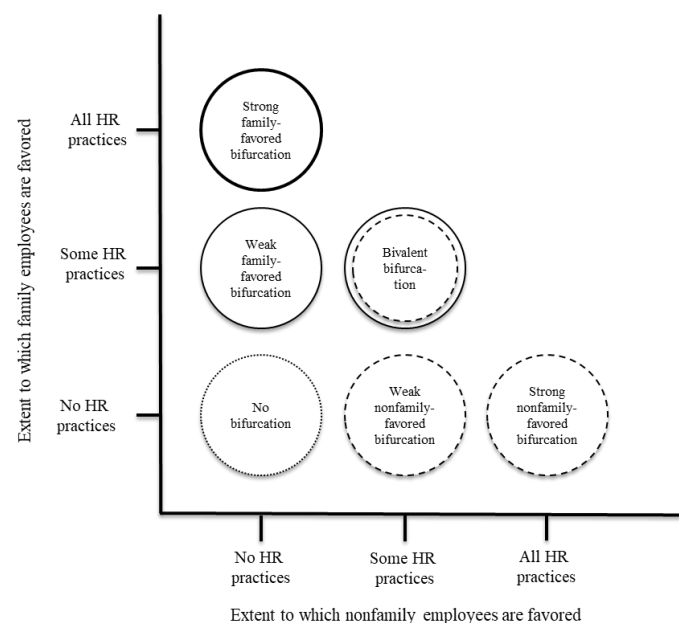 Extent to which family employees are favored
All HR
practices
Strong
family-
favored
bifurcation
Some HR
practices
Weak
family-
favored
bifurcation
Bivalent
bifurca-
tion
No HR
practices
No
bifurcation
Weak
nonfamily-
favored
bifurcation
Strong
nonfamily-
favored
bifurcation
No HR
practices
Some HR
practices
All HR
practices
Extent to which nonfamily employees are favored